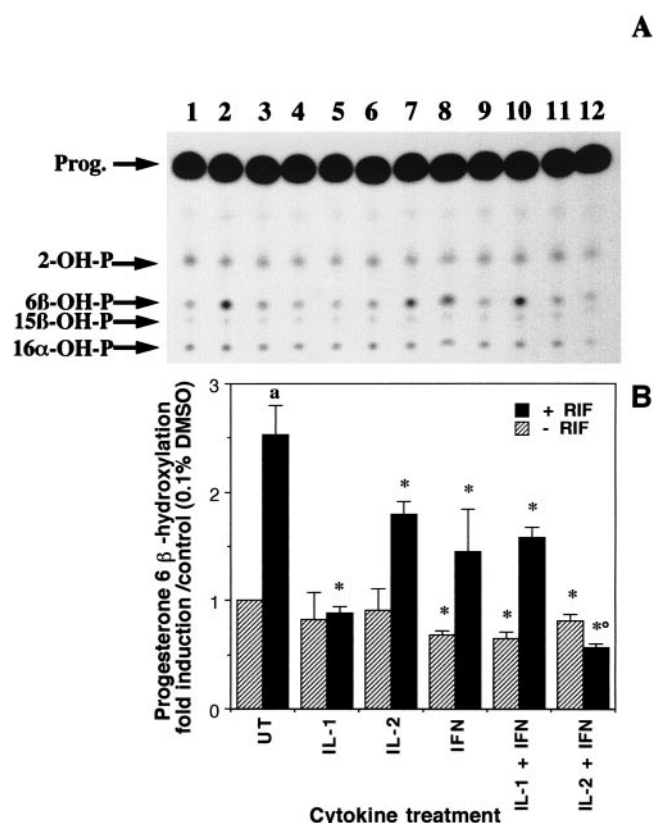 A
1 2 3 4 5 6 7 8 9 10 11 12
Prog.
2-OH-P
6ß-OH-P
15ß-OH-P
16α-OH-P
B
3
2
1
0
Progesterone 6 β -hydroxylation
fold induction /control (0.1% DMSO)
+ RIF
- RIF
a
*
*
*
*
*
*
*
*°
UT
IL-1
IL-2
IFN
IL-1 + IFN
IL-2 + IFN
Cytokine treatment